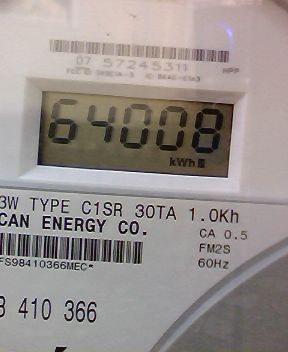 07 57245311
APP
64008
kWh
3W TYPE C1SR 30TA 1.0Kh
CAN ENERGY CO.
CA 0.5
FM2S
60Hz
FS98410366MEC*
410 366